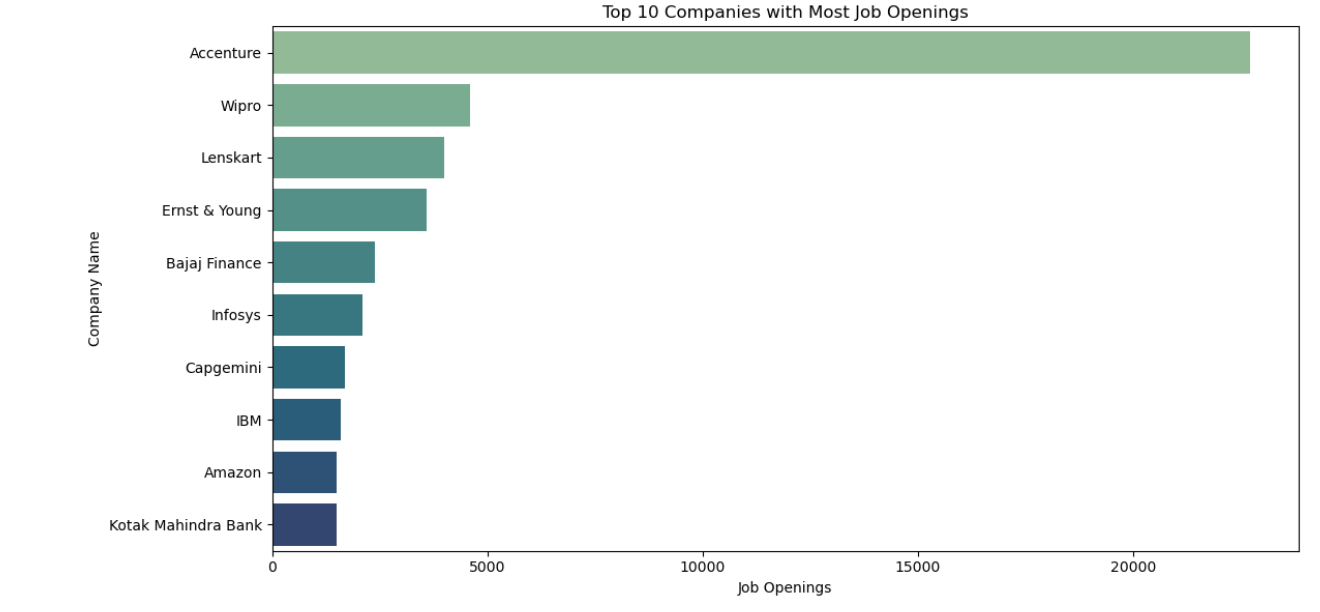 Top 10 Companies with Most Job Openings
Company Name
Accenture
Wipro
Lenskart
Ernst & Young
Bajaj Finance
Infosys
Capgemini
IBM
Amazon
Kotak Mahindra Bank
0 5000 10000 15000 20000
Job Openings